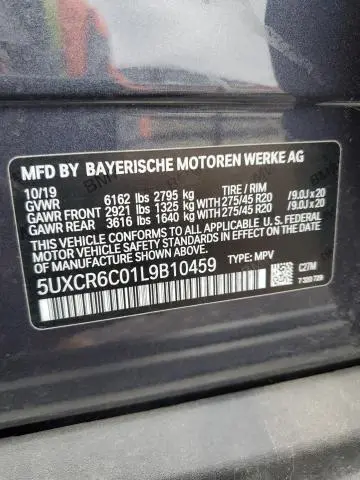 MFD BY BAYERISCHE MOTOREN WERKE AG
10/19 TIRE / RIM
GVWR 6162 lbs 2795 kg
GAWR FRONT 2921 lbs 1325 kg WITH 275/45 R20 /9.0J x 20
GAWR REAR 3616 lbs 1640 kg WITH 275/45 R20 /9.0J x 20
THIS VEHICLE CONFORMS TO ALL APPLICABLE U.S.
FEDERAL MOTOR VEHICLE SAFETY STANDARDS IN
EFFECT ON THE DATE OF MANUFACTURE SHOWN ABOVE.
5UXCR6C01L9B10459 TYPE: MPV
C27M
7 320 729